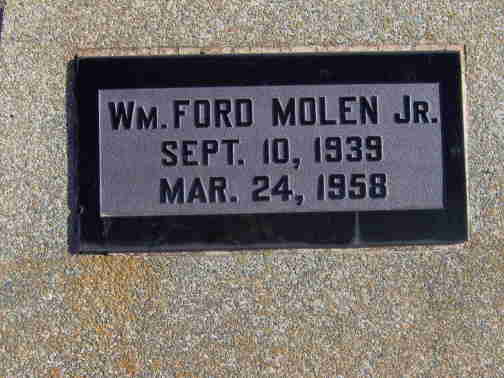 Wm. FORD MOLEN JR.
SEPT. 10, 1939
MAR. 24, 1958